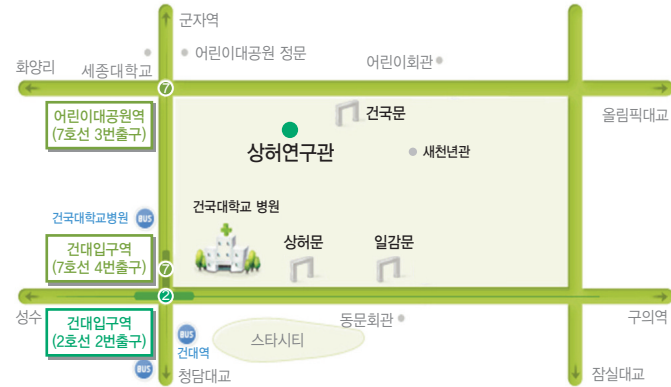 군자역
어린이대공원 정문
화양리
세종대학교
어린이회관
7
어린이대공원역
(7호선 3번출구)
건국문
올림픽대교
상허연구관
새천년관
건국대학교 병원
건국대학교병원
BUS
건대입구역
(7호선 4번출구)
7
상허문
일감문
2
성수
건대입구역
(2호선 2번출구)
BUS
건대역
스타시티
동문회관
구의역
BUS
청담대교
잠실대교